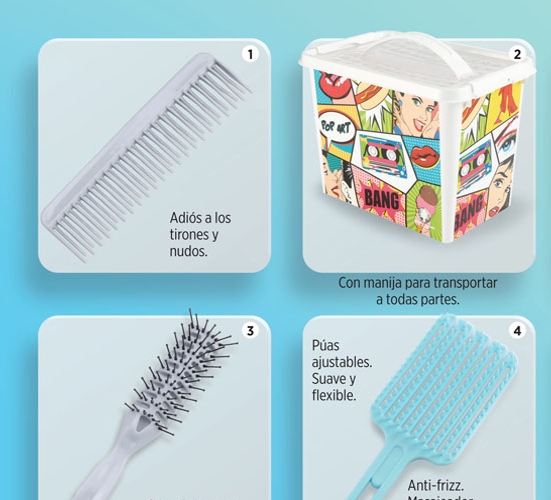 1
Adiós a los
tirones y
nudos.
2
POP ART
BANG
BANG
Con manija para transportar
a todas partes.
3
4
Púas
ajustables.
Suave y
flexible.
Anti-frizz.